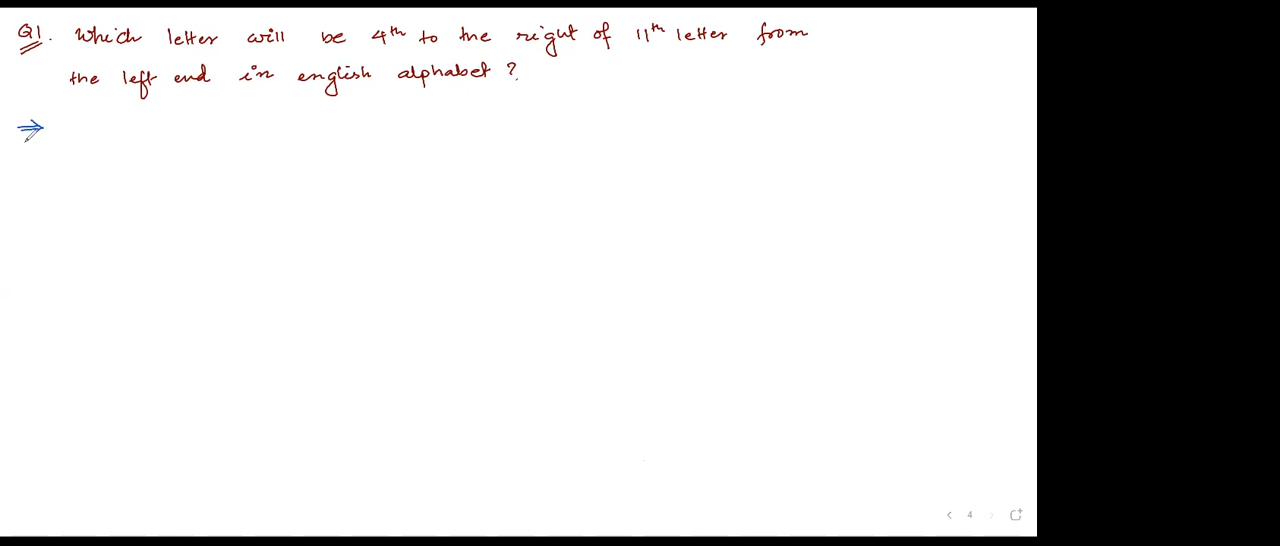 Q1. Which letter will be 4th to the right of 11th letter from
the left end in english alphabet ?
⇒
4